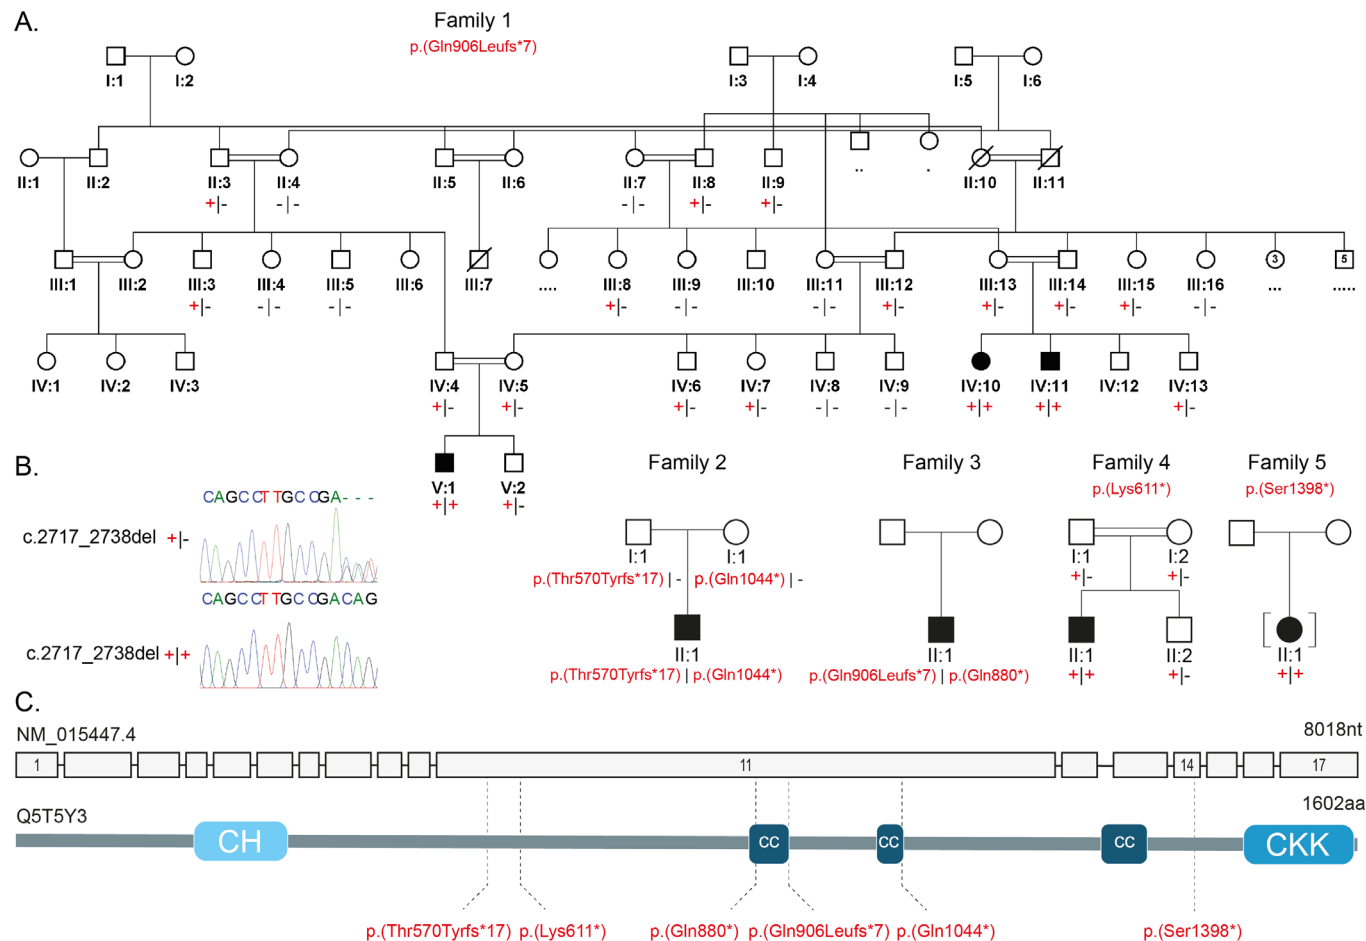 A.
Family 1
p.(Gln906Leufs*7)
I:1 I:2 I:3 I:4 I:5 I:6
.. .
II:1 II:2 II:3 II:4 II:5 II:6 II:7 II:8 II:9 II:10 II:11
+|- -|- -|- +|- +|-
3 5
III:1 III:2 III:3 III:4 III:5 III:6 III:7 .... III:8 III:9 III:10 III:11 III:12 III:13 III:14 III:15 III:16 ... .....
+|- -|- -|- +|- -|- -|- +|- +|- +|- +|- -|-
IV:1 IV:2 IV:3 IV:4 IV:5 IV:6 IV:7 IV:8 IV:9 IV:10 IV:11 IV:12 IV:13
+|- +|- +|- +|- -|- -|- +|+ +|+ +|-
V:1 V:2
+|+ +|-
B.
CAGCCTTGCCGA---
c.2717_2738del +|-
CAGCCTTGCCGACAG
c.2717_2738del +|+
Family 2
I:1 I:1
p.(Thr570Tyrfs*17) | - p.(Gln1044*) | -
II:1
p.(Thr570Tyrfs*17) | p.(Gln1044*)
Family 3
II:1
p.(Gln906Leufs*7) | p.(Gln880*)
Family 4
p.(Lys611*)
I:1 I:2
+|- +|-
II:1 II:2
+|+ +|-
Family 5
p.(Ser1398*)
[ ]
II:1
+|+
C.
NM_015447.4 8018nt
1 11 14 17
Q5T5Y3 1602aa
CH CC CC CC CKK
p.(Thr570Tyrfs*17) p.(Lys611*) p.(Gln880*) p.(Gln906Leufs*7) p.(Gln1044*) p.(Ser1398*)